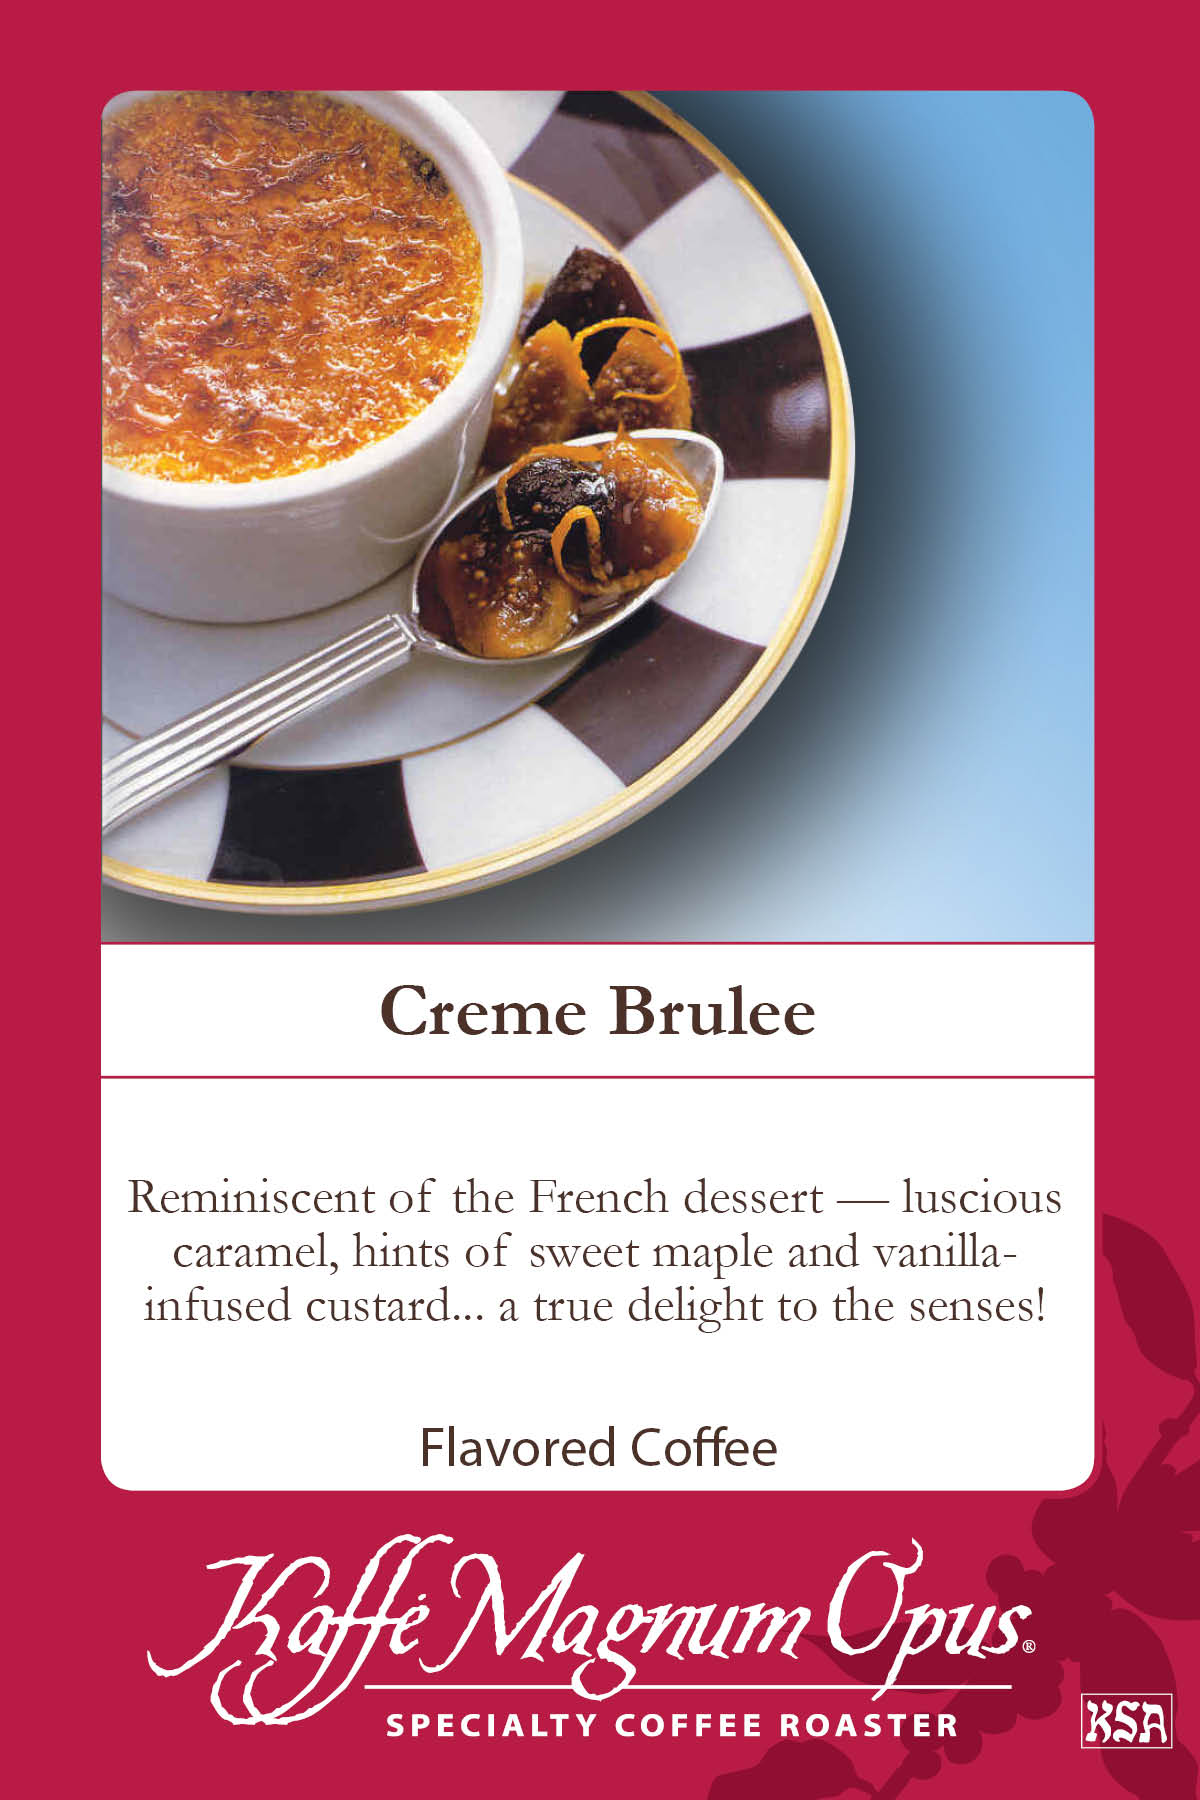 Creme Brulee
Reminiscent of the French dessert — luscious
caramel, hints of sweet maple and vanilla-
infused custard... a true delight to the senses!
Flavored Coffee
Kaffé Magnum Opus®
SPECIALTY COFFEE ROASTER
KSA